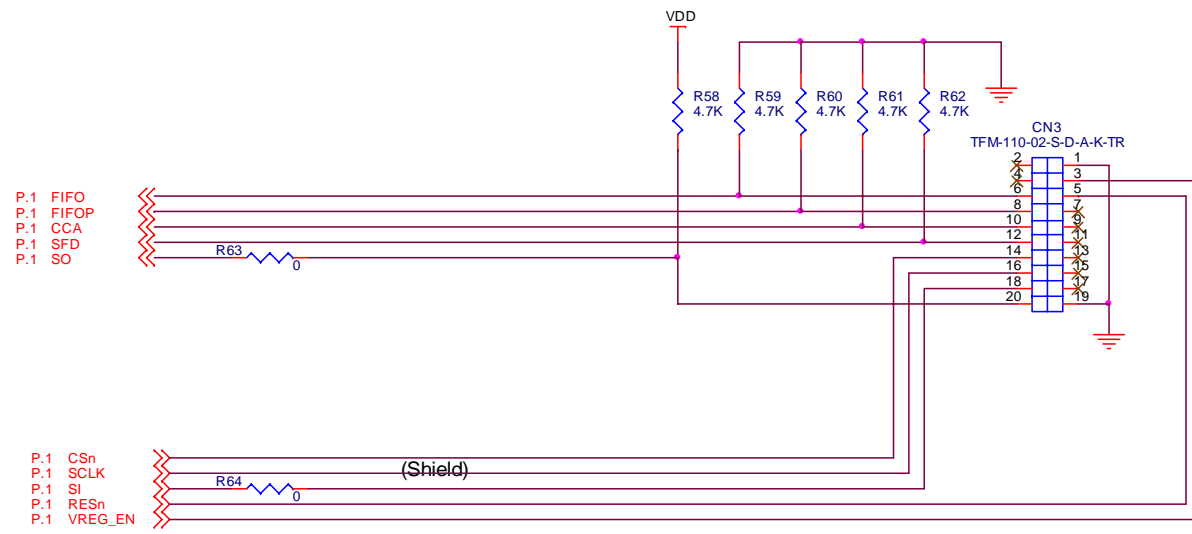 VDD
R58 4.7K
R59 4.7K
R60 4.7K
R61 4.7K
R62 4.7K
CN3
TFM-110-02-S-D-A-K-TR
2 1
4 3
6 5
8 7
10 9
12 11
14 13
16 15
18 17
20 19
P.1 FIFO
P.1 FIFOP
P.1 CCA
P.1 SFD
P.1 SO
R63
0
P.1 CSn
P.1 SCLK
(Shield)
P.1 SI
R64
0
P.1 RESn
P.1 VREG_EN